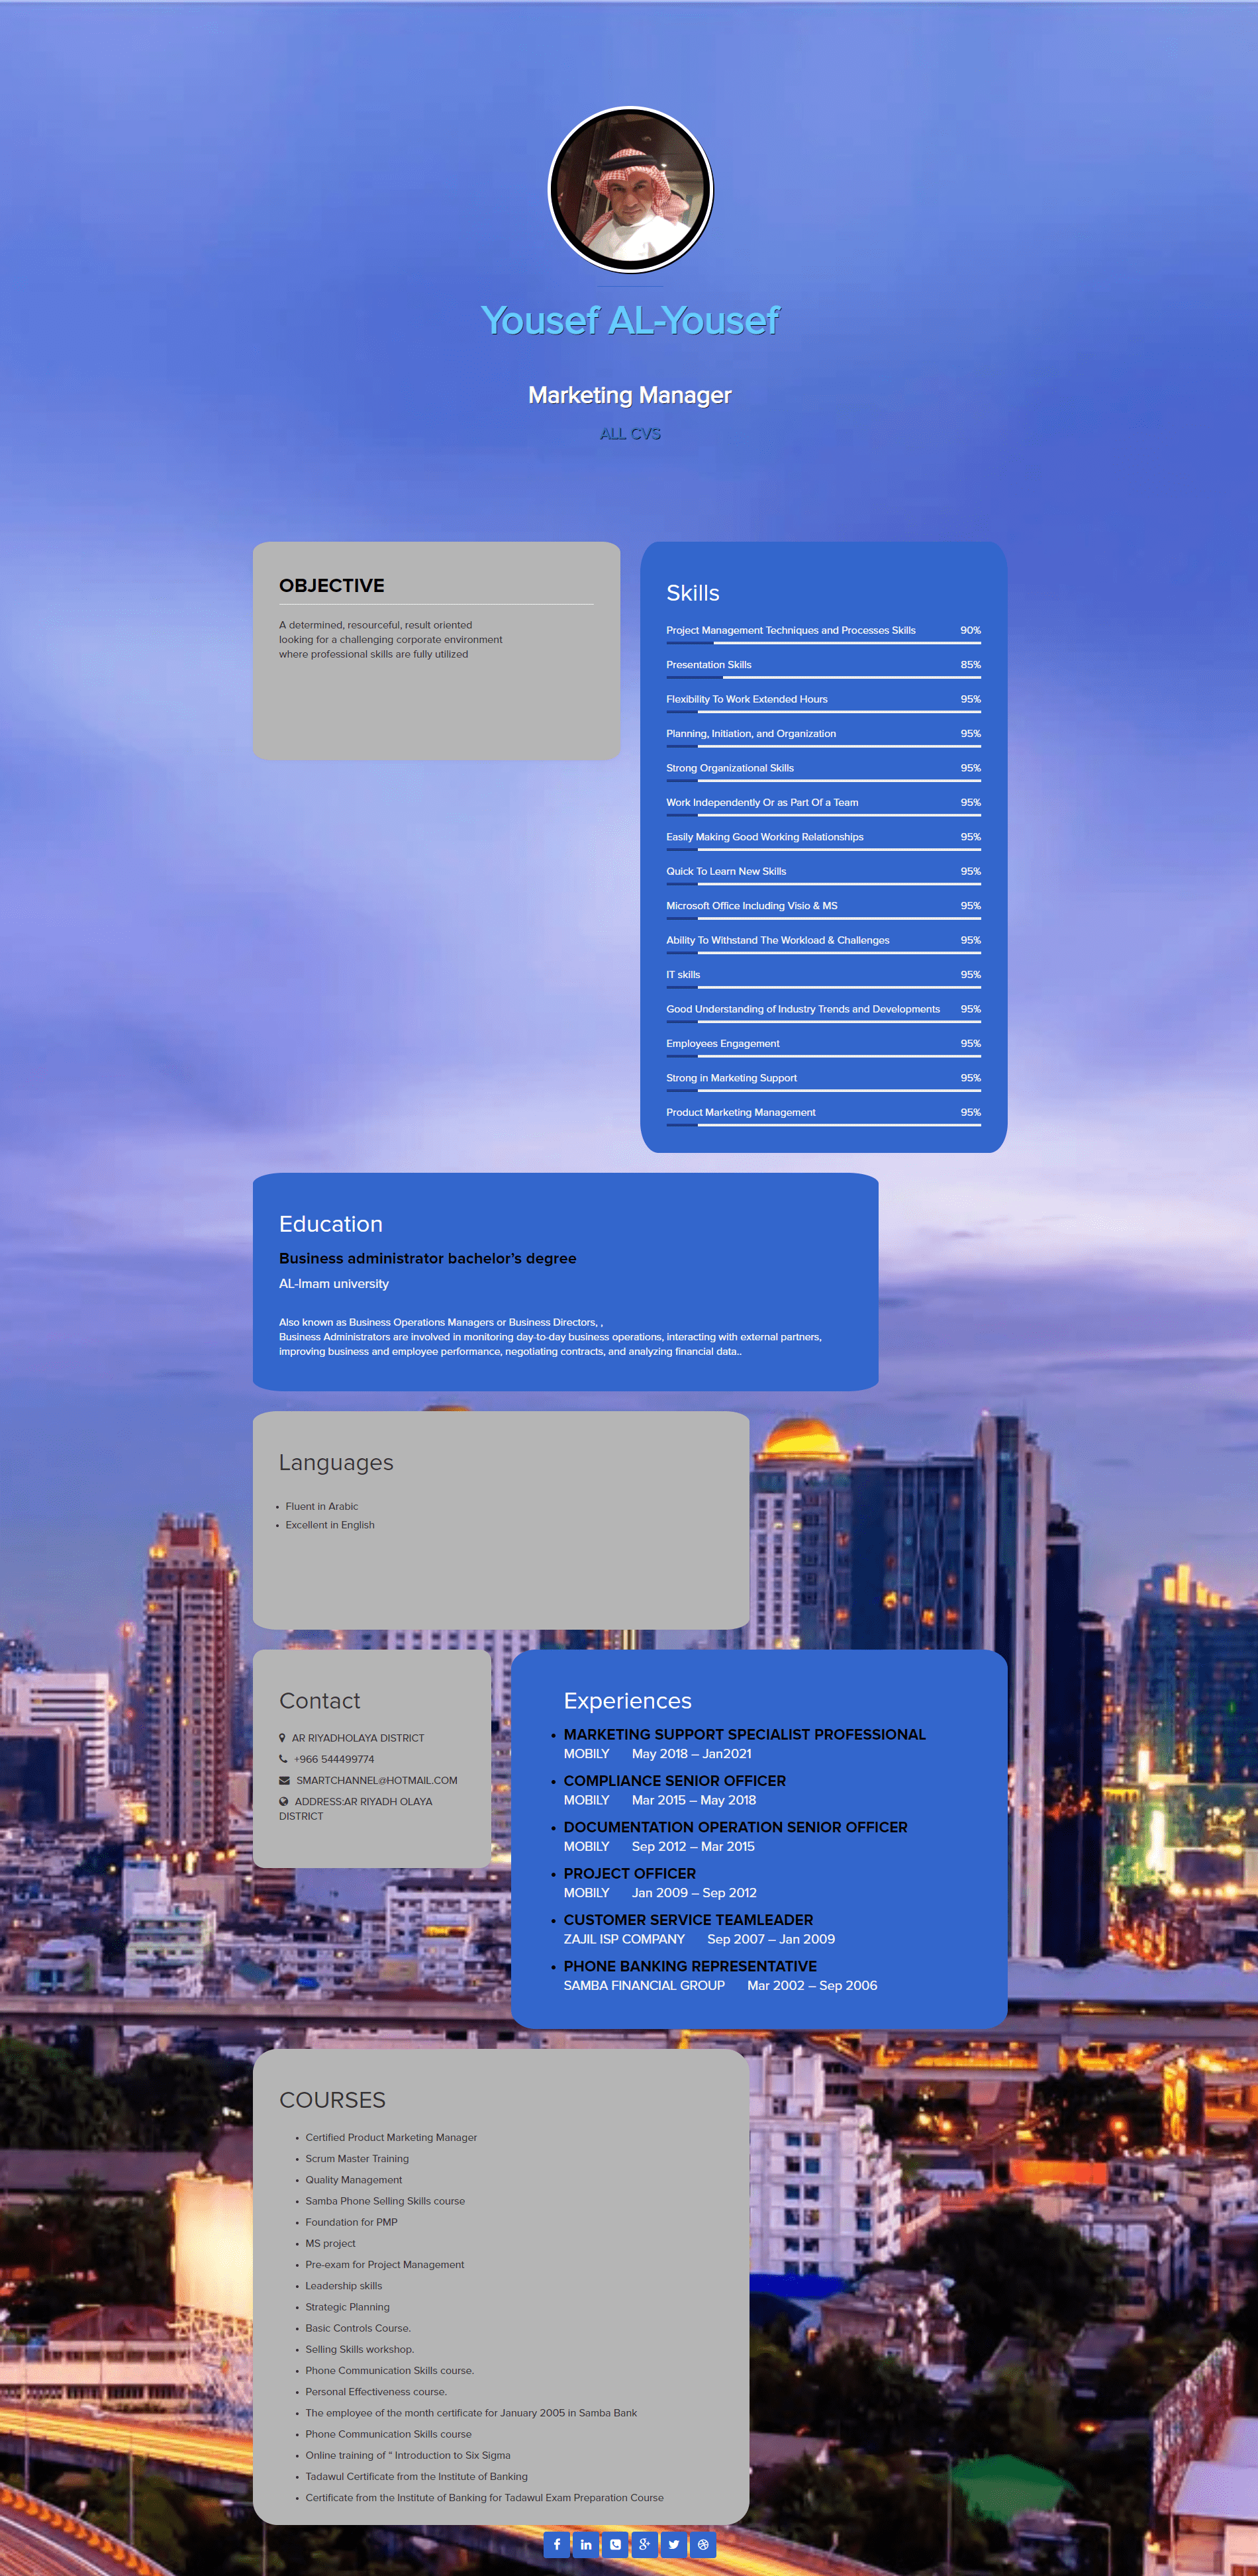 Yousef AL-Yousef
Marketing Manager
ALL CVS
OBJECTIVE
A determined, resourceful, result oriented
looking for a challenging corporate environment
where professional skills are fully utilized
Skills
Project Management Techniques and Processes Skills 90%
Presentation Skills 85%
Flexibility To Work Extended Hours 95%
Planning, Initiation, and Organization 95%
Strong Organizational Skills 95%
Work Independently Or as Part Of a Team 95%
Easily Making Good Working Relationships 95%
Quick To Learn New Skills 95%
Microsoft Office Including Visio & MS 95%
Ability To Withstand The Workload & Challenges 95%
IT skills 95%
Good Understanding of Industry Trends and Developments 95%
Employees Engagement 95%
Strong in Marketing Support 95%
Product Marketing Management 95%
Education
Business administrator bachelor’s degree
AL-Imam university
Also known as Business Operations Managers or Business Directors, ,
Business Administrators are involved in monitoring day-to-day business operations, interacting with external partners,
improving business and employee performance, negotiating contracts, and analyzing financial data..
Languages
• Fluent in Arabic
• Excellent in English
Contact
AR RIYADHOLAYA DISTRICT
+966 544499774
SMARTCHANNEL@HOTMAIL.COM
ADDRESS:AR RIYADH OLAYA
DISTRICT
Experiences
• MARKETING SUPPORT SPECIALIST PROFESSIONAL
MOBILY May 2018 – Jan2021
• COMPLIANCE SENIOR OFFICER
MOBILY Mar 2015 – May 2018
• DOCUMENTATION OPERATION SENIOR OFFICER
MOBILY Sep 2012 – Mar 2015
• PROJECT OFFICER
MOBILY Jan 2009 – Sep 2012
• CUSTOMER SERVICE TEAMLEADER
ZAJIL ISP COMPANY Sep 2007 – Jan 2009
• PHONE BANKING REPRESENTATIVE
SAMBA FINANCIAL GROUP Mar 2002 – Sep 2006
COURSES
• Certified Product Marketing Manager
• Scrum Master Training
• Quality Management
• Samba Phone Selling Skills course
• Foundation for PMP
• MS project
• Pre-exam for Project Management
• Leadership skills
• Strategic Planning
• Basic Controls Course.
• Selling Skills workshop.
• Phone Communication Skills course.
• Personal Effectiveness course.
• The employee of the month certificate for January 2005 in Samba Bank
• Phone Communication Skills course
• Online training of “ Introduction to Six Sigma
• Tadawul Certificate from the Institute of Banking
• Certificate from the Institute of Banking for Tadawul Exam Preparation Course